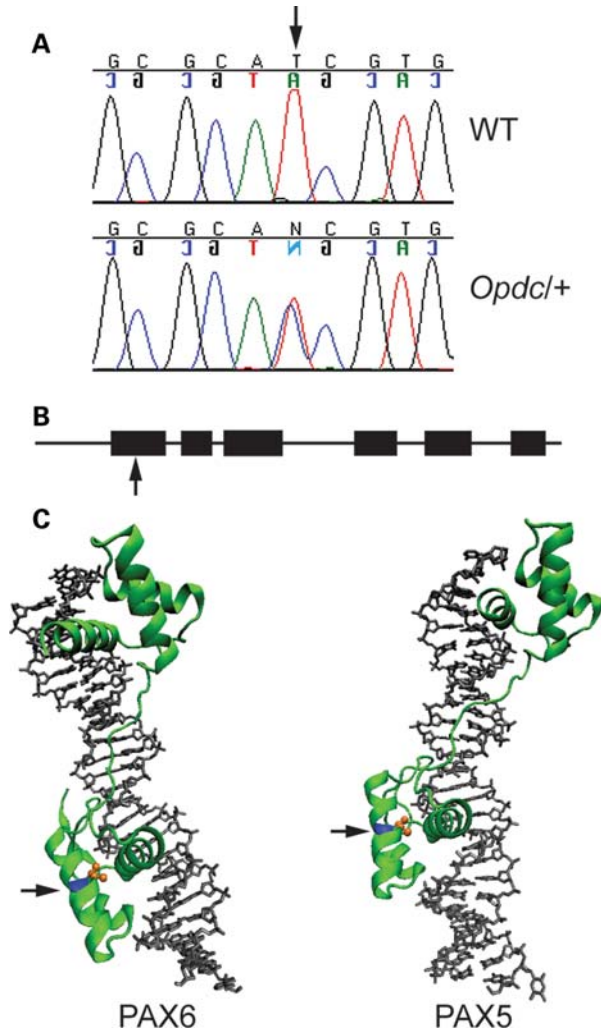 A
G C G C A T C G T G
C G C G T A G C A C
WT
G C G C A N C G T G
C G C G T N G C A C
Opdc/+
B
C
PAX6
PAX5